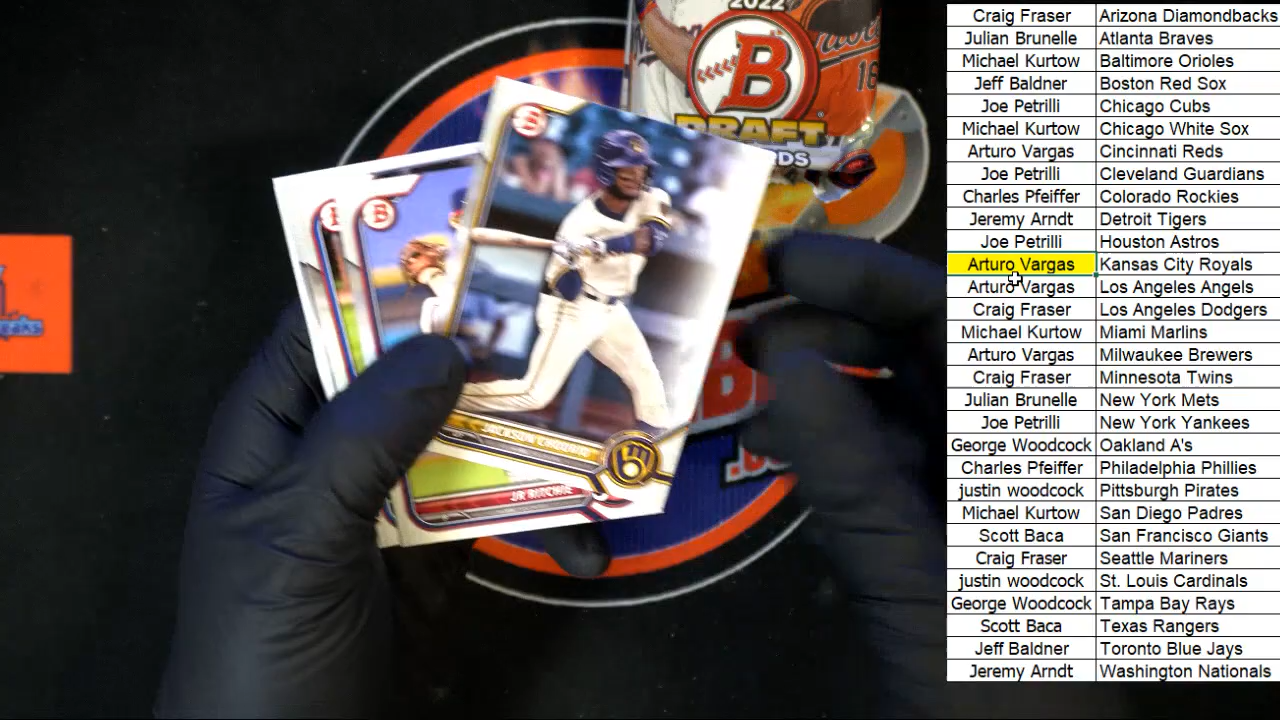 2022
B
DRAFT
RDS
16
B
B
JACKSON CHOURIO
JR RITCHIE
eaks
Craig Fraser Arizona Diamondbacks
Julian Brunelle Atlanta Braves
Michael Kurtow Baltimore Orioles
Jeff Baldner Boston Red Sox
Joe Petrilli Chicago Cubs
Michael Kurtow Chicago White Sox
Arturo Vargas Cincinnati Reds
Joe Petrilli Cleveland Guardians
Charles Pfeiffer Colorado Rockies
Jeremy Arndt Detroit Tigers
Joe Petrilli Houston Astros
Arturo Vargas Kansas City Royals
Arturo Vargas Los Angeles Angels
Craig Fraser Los Angeles Dodgers
Michael Kurtow Miami Marlins
Arturo Vargas Milwaukee Brewers
Craig Fraser Minnesota Twins
Julian Brunelle New York Mets
Joe Petrilli New York Yankees
George Woodcock Oakland A's
Charles Pfeiffer Philadelphia Phillies
justin woodcock Pittsburgh Pirates
Michael Kurtow San Diego Padres
Scott Baca San Francisco Giants
Craig Fraser Seattle Mariners
justin woodcock St. Louis Cardinals
George Woodcock Tampa Bay Rays
Scott Baca Texas Rangers
Jeff Baldner Toronto Blue Jays
Jeremy Arndt Washington Nationals